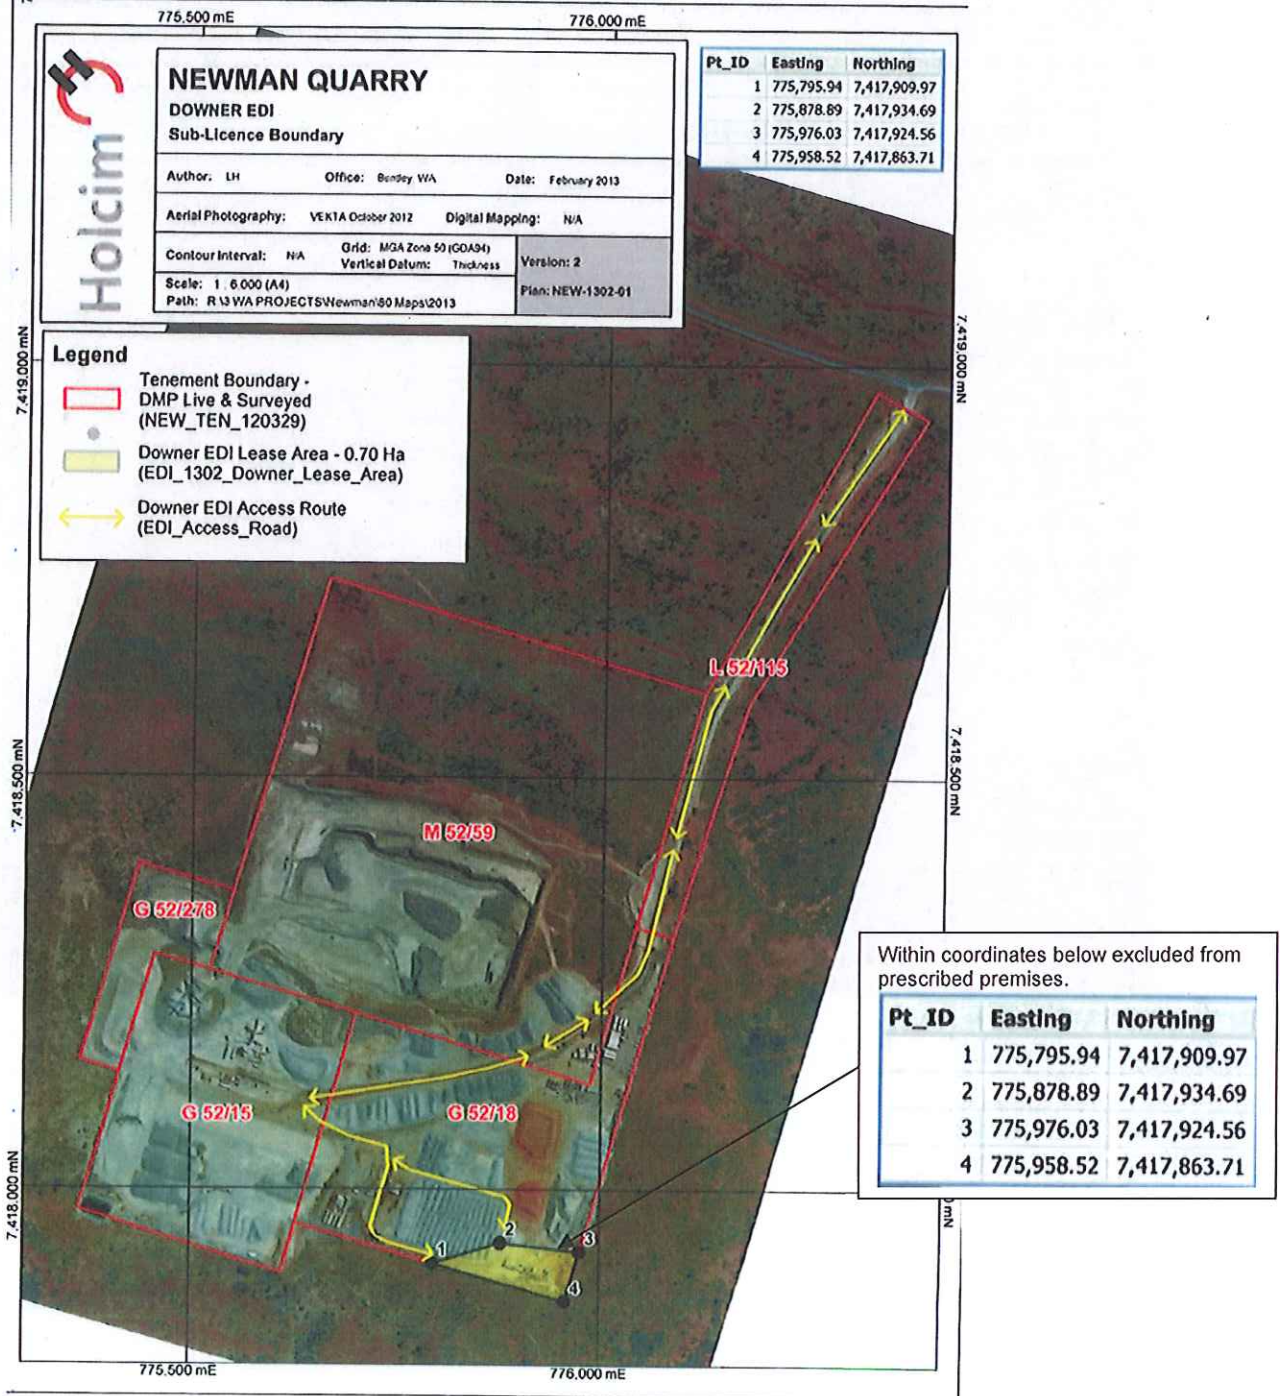 775,500 mE
776,000 mE
Holcim
NEWMAN QUARRY
DOWNER EDI
Sub-Licence Boundary
Author: LH Office: Bentley, WA Date: February 2013
Aerial Photography: VEKTA October 2012 Digital Mapping: N/A
Contour Interval: N/A Grid: MGA Zone 50 (GDA94)
Vertical Datum: Thickness
Version: 2
Scale: 1 : 6,000 (A4)
Plan: NEW-1302-01
Path: R:\3 WA PROJECTS\Newman\80 Maps\2013
Pt_ID Easting Northing
1 775,795.94 7,417,909.97
2 775,878.89 7,417,934.69
3 775,976.03 7,417,924.56
4 775,958.52 7,417,863.71
Legend
Tenement Boundary -
DMP Live & Surveyed
(NEW_TEN_120329)
Downer EDI Lease Area - 0.70 Ha
(EDI_1302_Downer_Lease_Area)
Downer EDI Access Route
(EDI_Access_Road)
7,419,000 mN
7,419,000 mN
L 52/115
7,418,500 mN
7,418,500 mN
M 52/59
G 52/278
G 52/15
G 52/18
Within coordinates below excluded from
prescribed premises.
Pt_ID Easting Northing
1 775,795.94 7,417,909.97
2 775,878.89 7,417,934.69
3 775,976.03 7,417,924.56
4 775,958.52 7,417,863.71
7,418,000 mN
0 mN
1
2
3
4
775,500 mE
776,000 mE